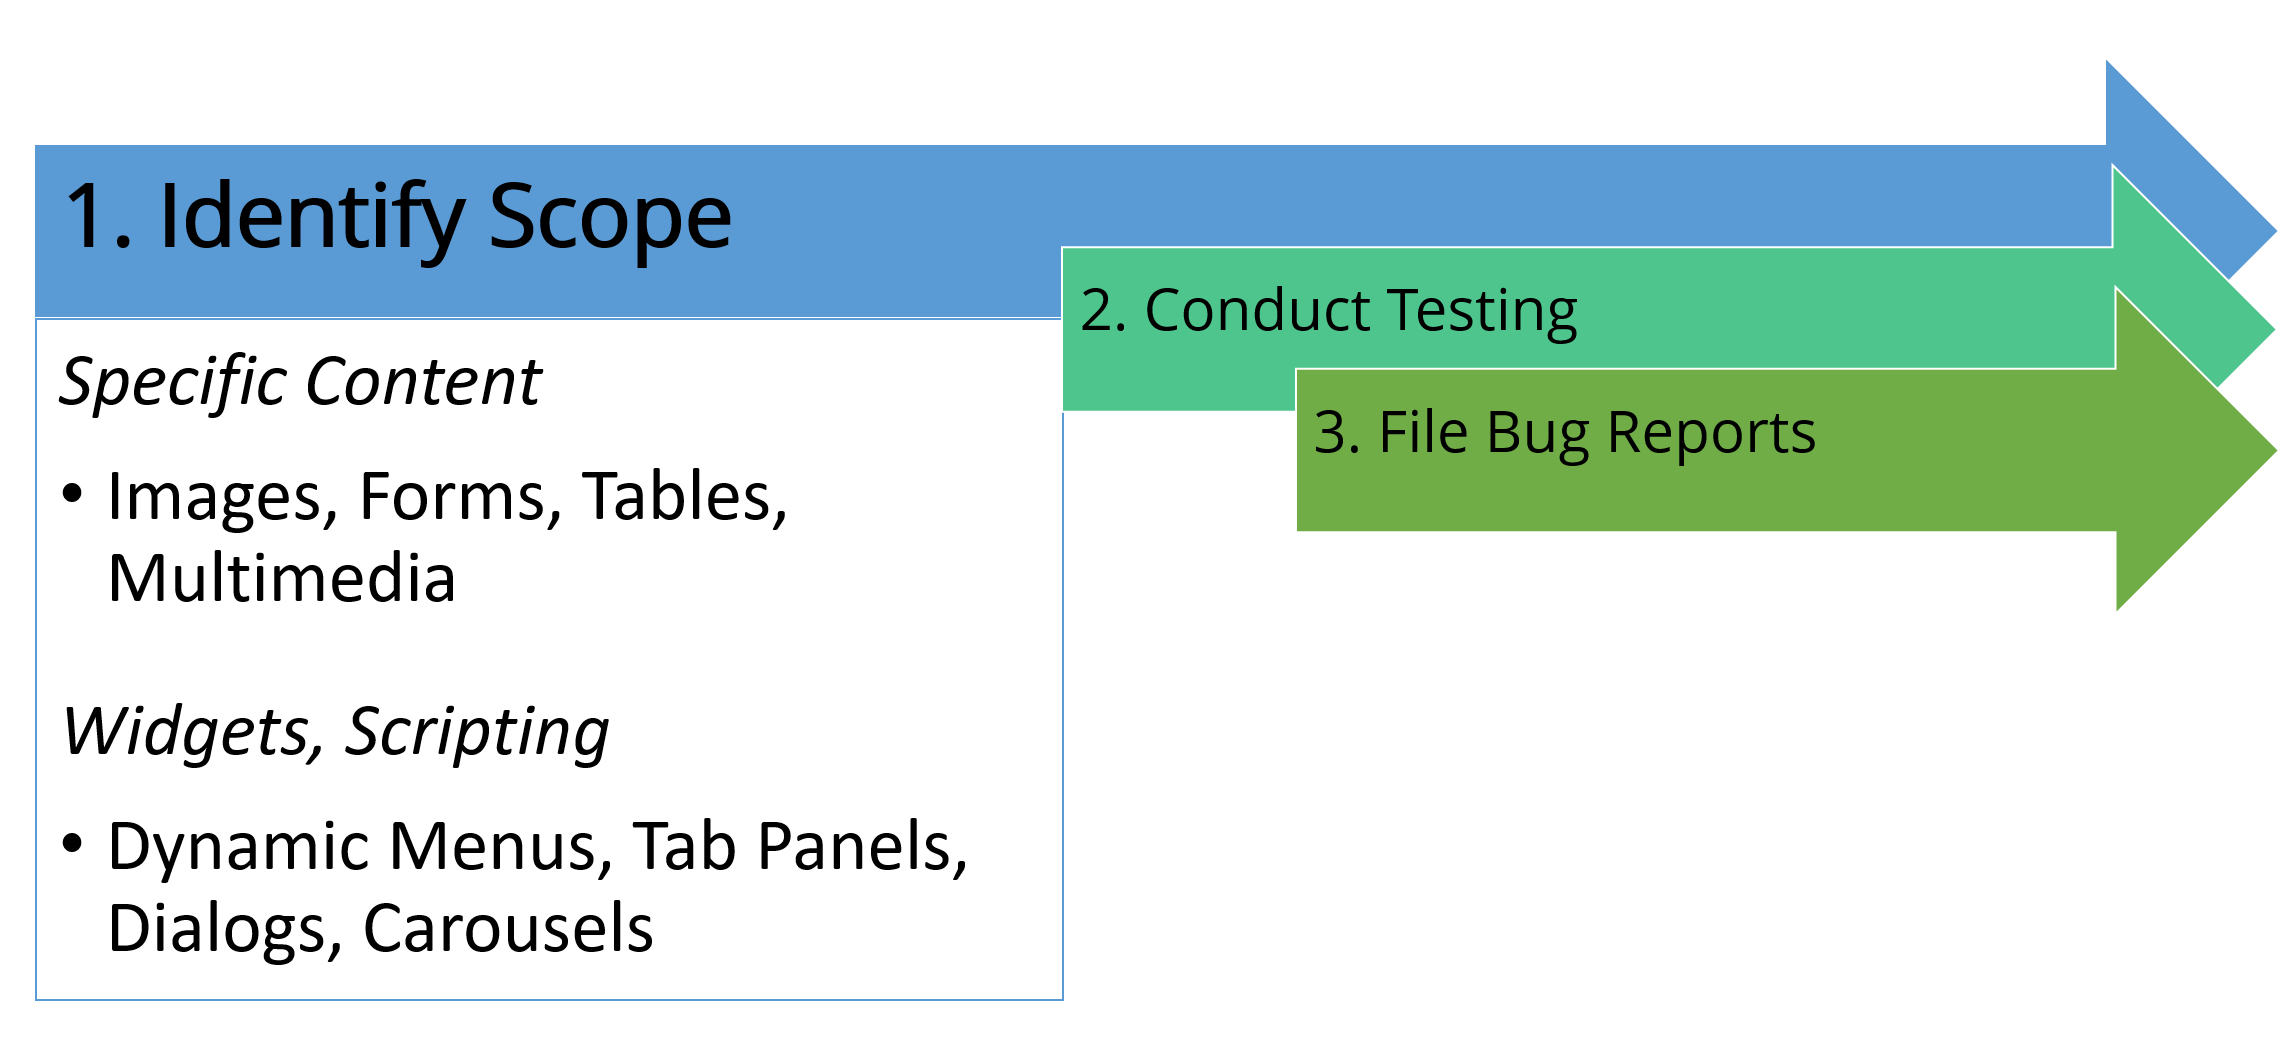 1. Identify Scope
2. Conduct Testing
3. File Bug Reports
Specific Content
• Images, Forms, Tables,
Multimedia
Widgets, Scripting
• Dynamic Menus, Tab Panels,
Dialogs, Carousels